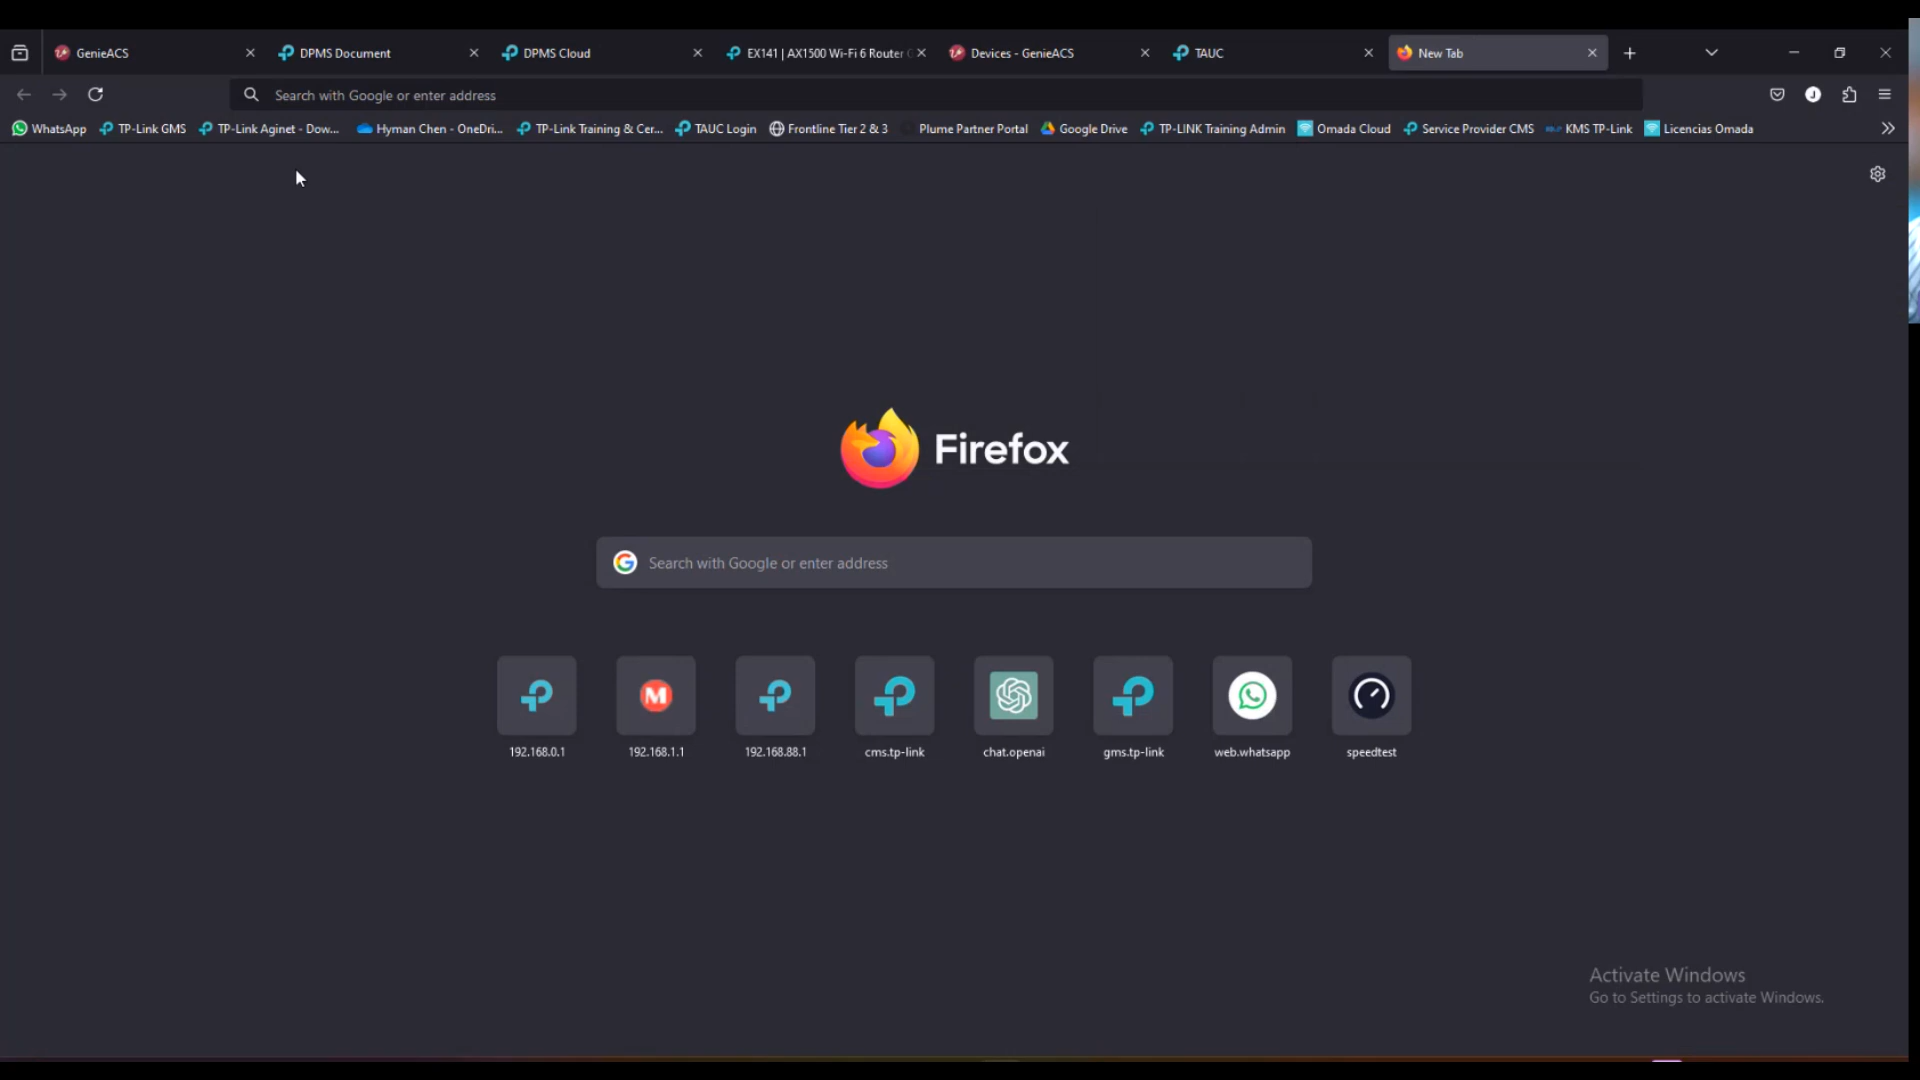 GenieACS
DPMS Document
DPMS Cloud
EX141 | AX1500 Wi-Fi 6 Router
Devices - GenieACS
TAUC
New Tab
Search with Google or enter address
J
WhatsApp
TP-Link GMS
TP-Link Aginet - Dow...
Hyman Chen - OneDri...
TP-Link Training & Cer...
TAUC Login
Frontline Tier 2 & 3
Plume Partner Portal
Google Drive
TP-LINK Training Admin
Omada Cloud
Service Provider CMS
KMS TP-Link
Licencias Omada
Firefox
Search with Google or enter address
M
192.168.0.1
192.168.1.1
192.168.88.1
cms.tp-link
chat.openai
gms.tp-link
web.whatsapp
speedtest
Activate Windows
Go to Settings to activate Windows.